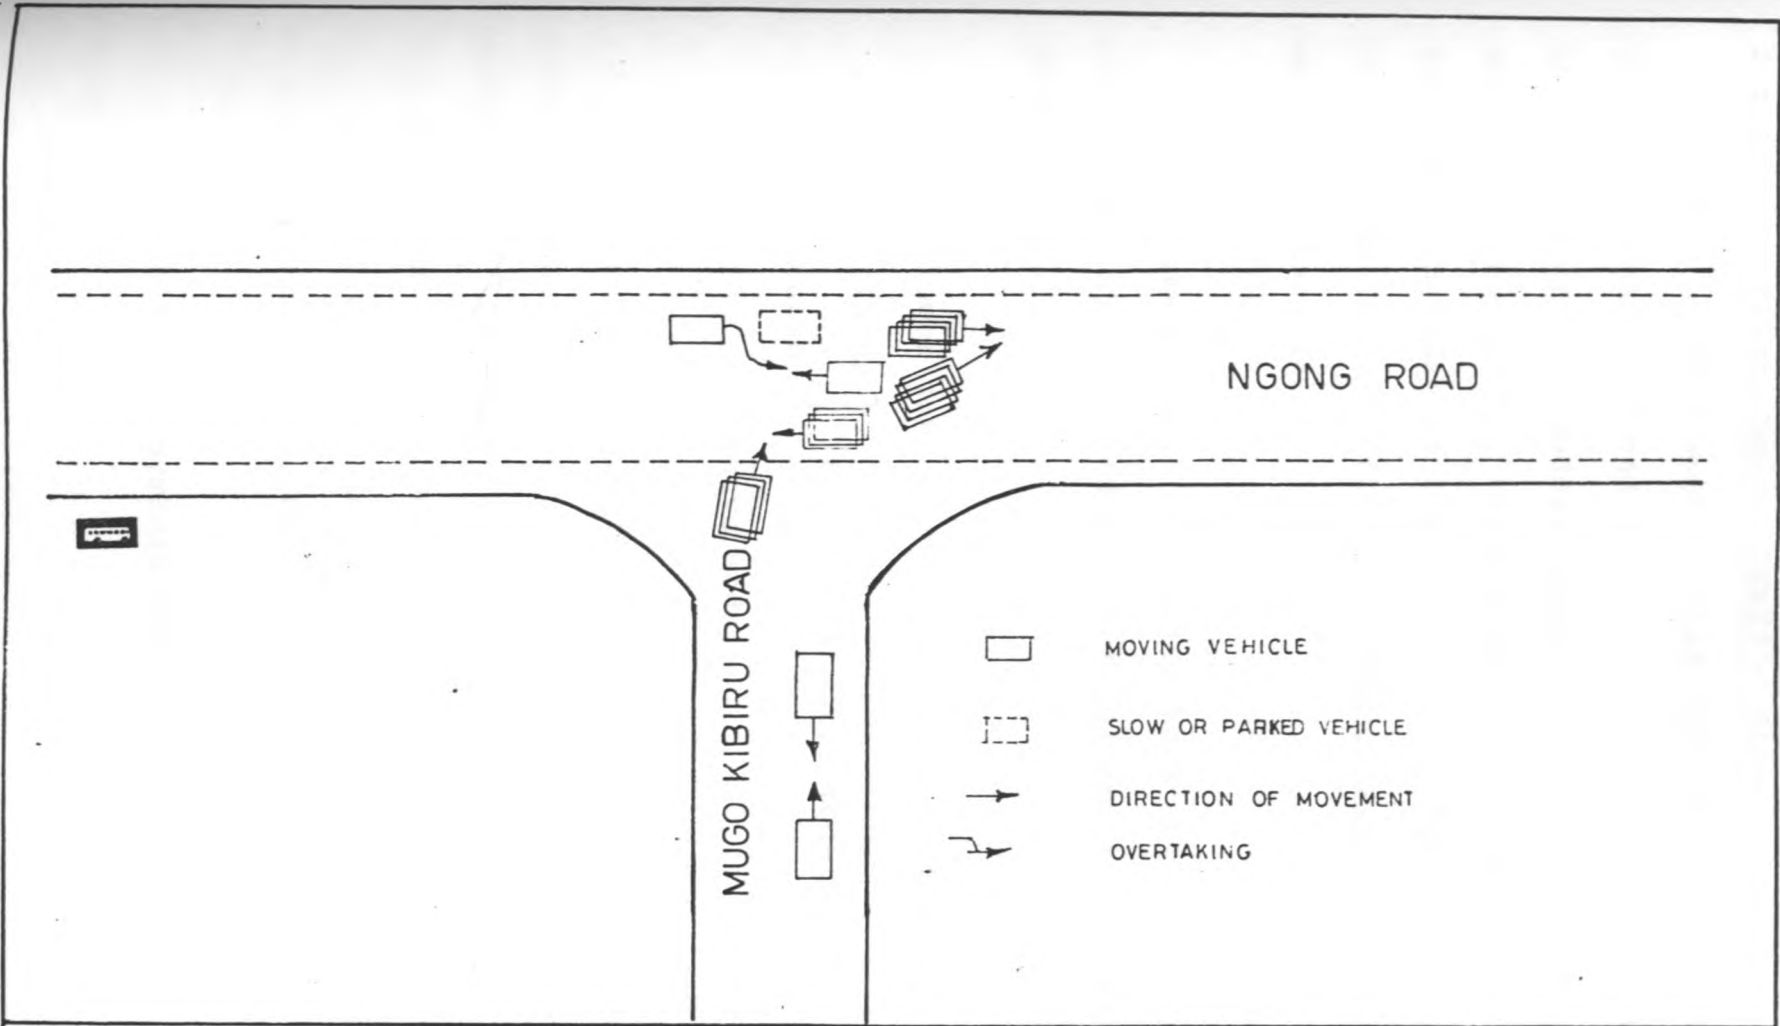 NGONG ROAD
MUGO KIBIRU ROAD
MOVING VEHICLE
SLOW OR PARKED VEHICLE
DIRECTION OF MOVEMENT
OVERTAKING